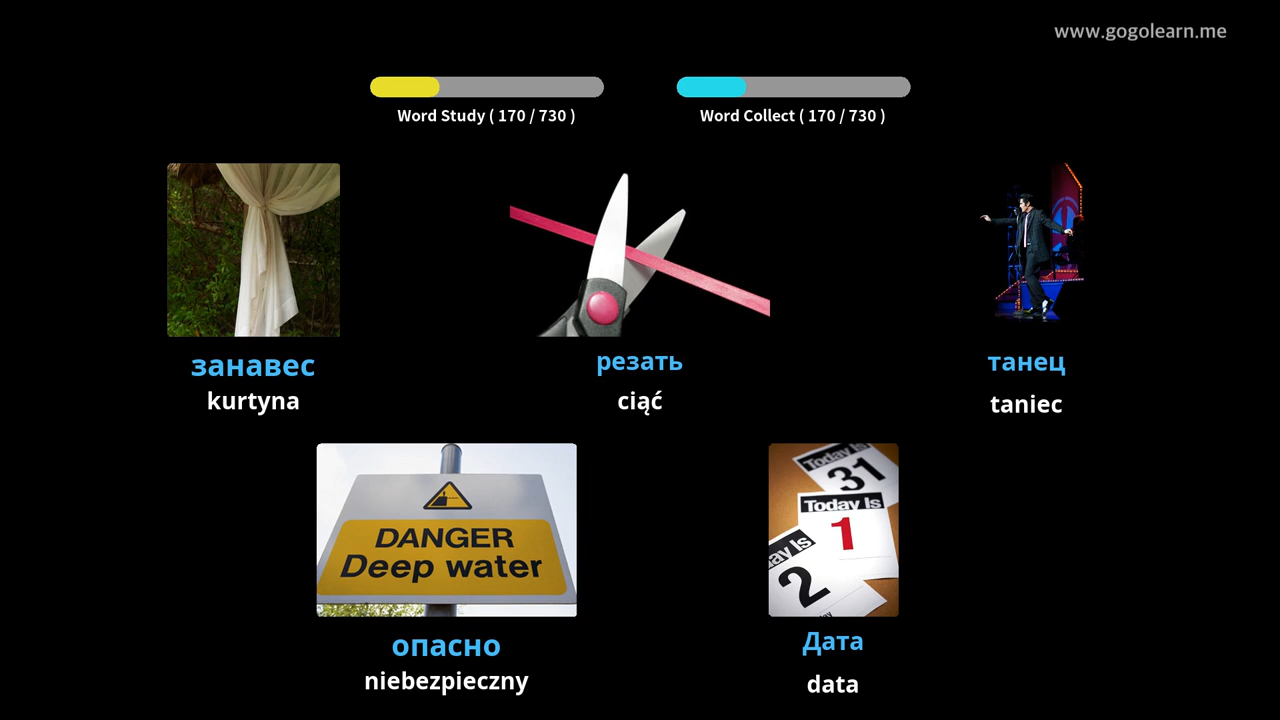 www.gogolearn.me
Word Study ( 170 / 730 )
Word Collect ( 170 / 730 )
занавес
kurtyna
резать
ciąć
танец
taniec
DANGER
Deep water
опасно
niebezpieczny
Today Is
31
Today Is
1
ay Is
2
Дата
data